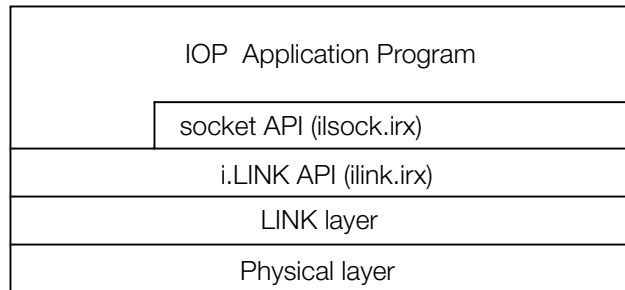 IOP Application Program
socket API (ilsock.irx)
i.LINK API (ilink.irx)
LINK layer
Physical layer